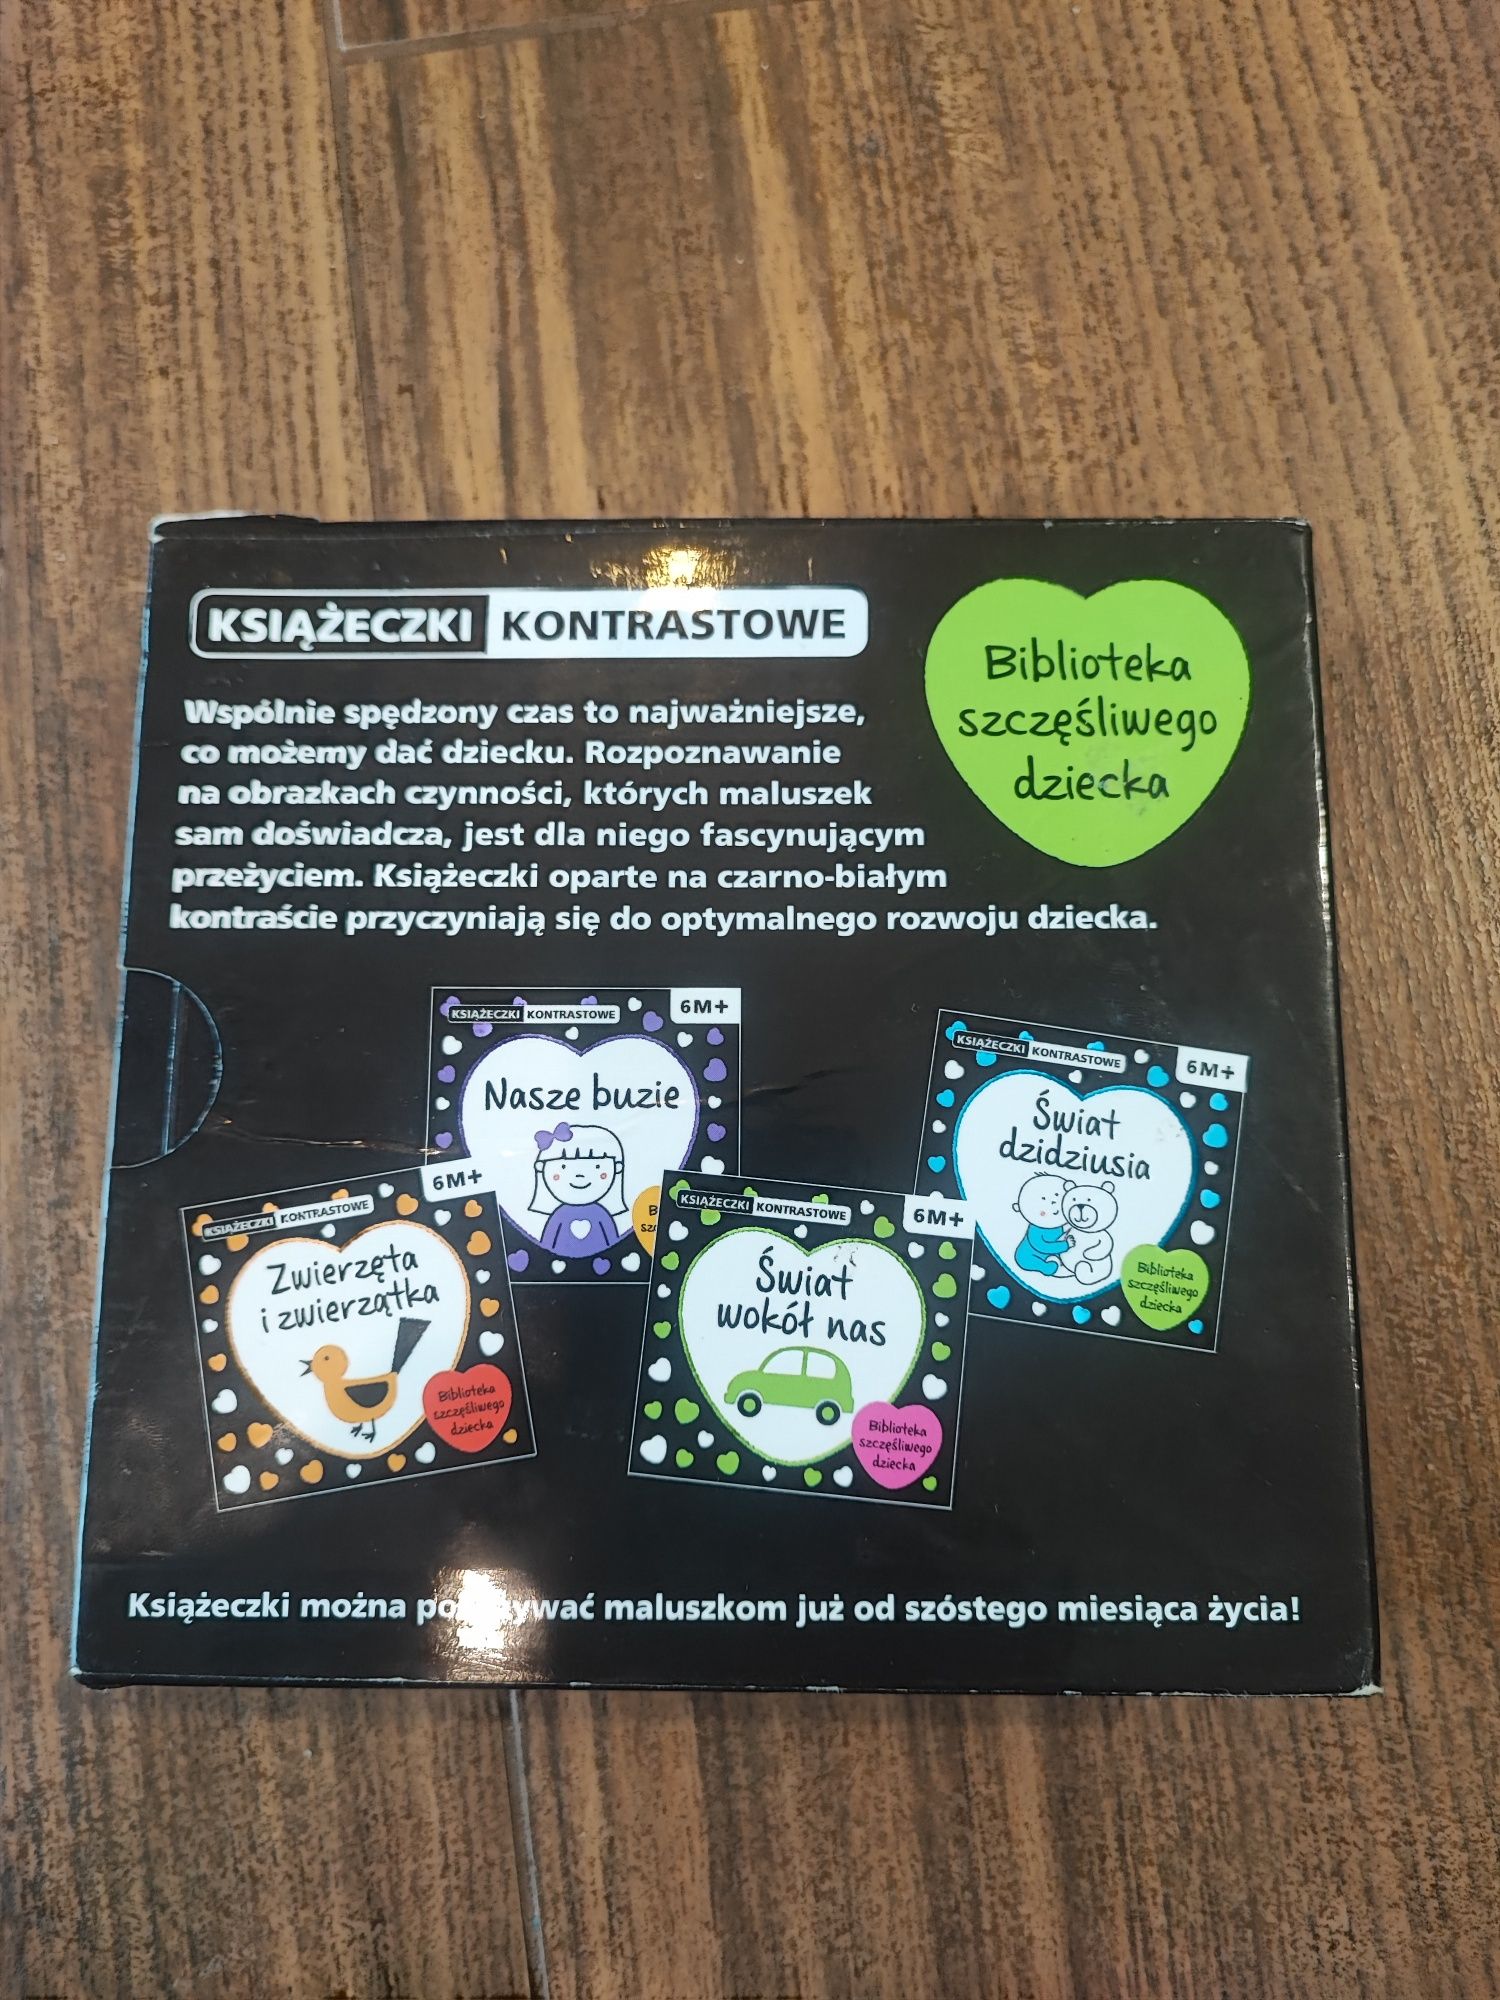 KSIĄŻECZKI KONTRASTOWE
Biblioteka
szczęśliwego
dziecka
Wspólnie spędzony czas to najważniejsze,
co możemy dać dziecku. Rozpoznawanie
na obrazkach czynności, których maluszek
sam doświadcza, jest dla niego fascynującym
przeżyciem. Książeczki oparte na czarno-białym
kontraście przyczyniają się do optymalnego rozwoju dziecka.
KSIĄŻECZKI KONTRASTOWE
6M+
Nasze buzie
KSIĄŻECZKI KONTRASTOWE
6M+
Świat
dzidziusia
Biblioteka
szczęśliwego
dziecka
KSIĄŻECZKI KONTRASTOWE
6M+
Zwierzęta
i zwierzątka
Biblioteka
szczęśliwego
dziecka
KSIĄŻECZKI KONTRASTOWE
6M+
Świat
wokół nas
Biblioteka
szczęśliwego
dziecka
Książeczki można maluszkom już od szóstego miesiąca życia!